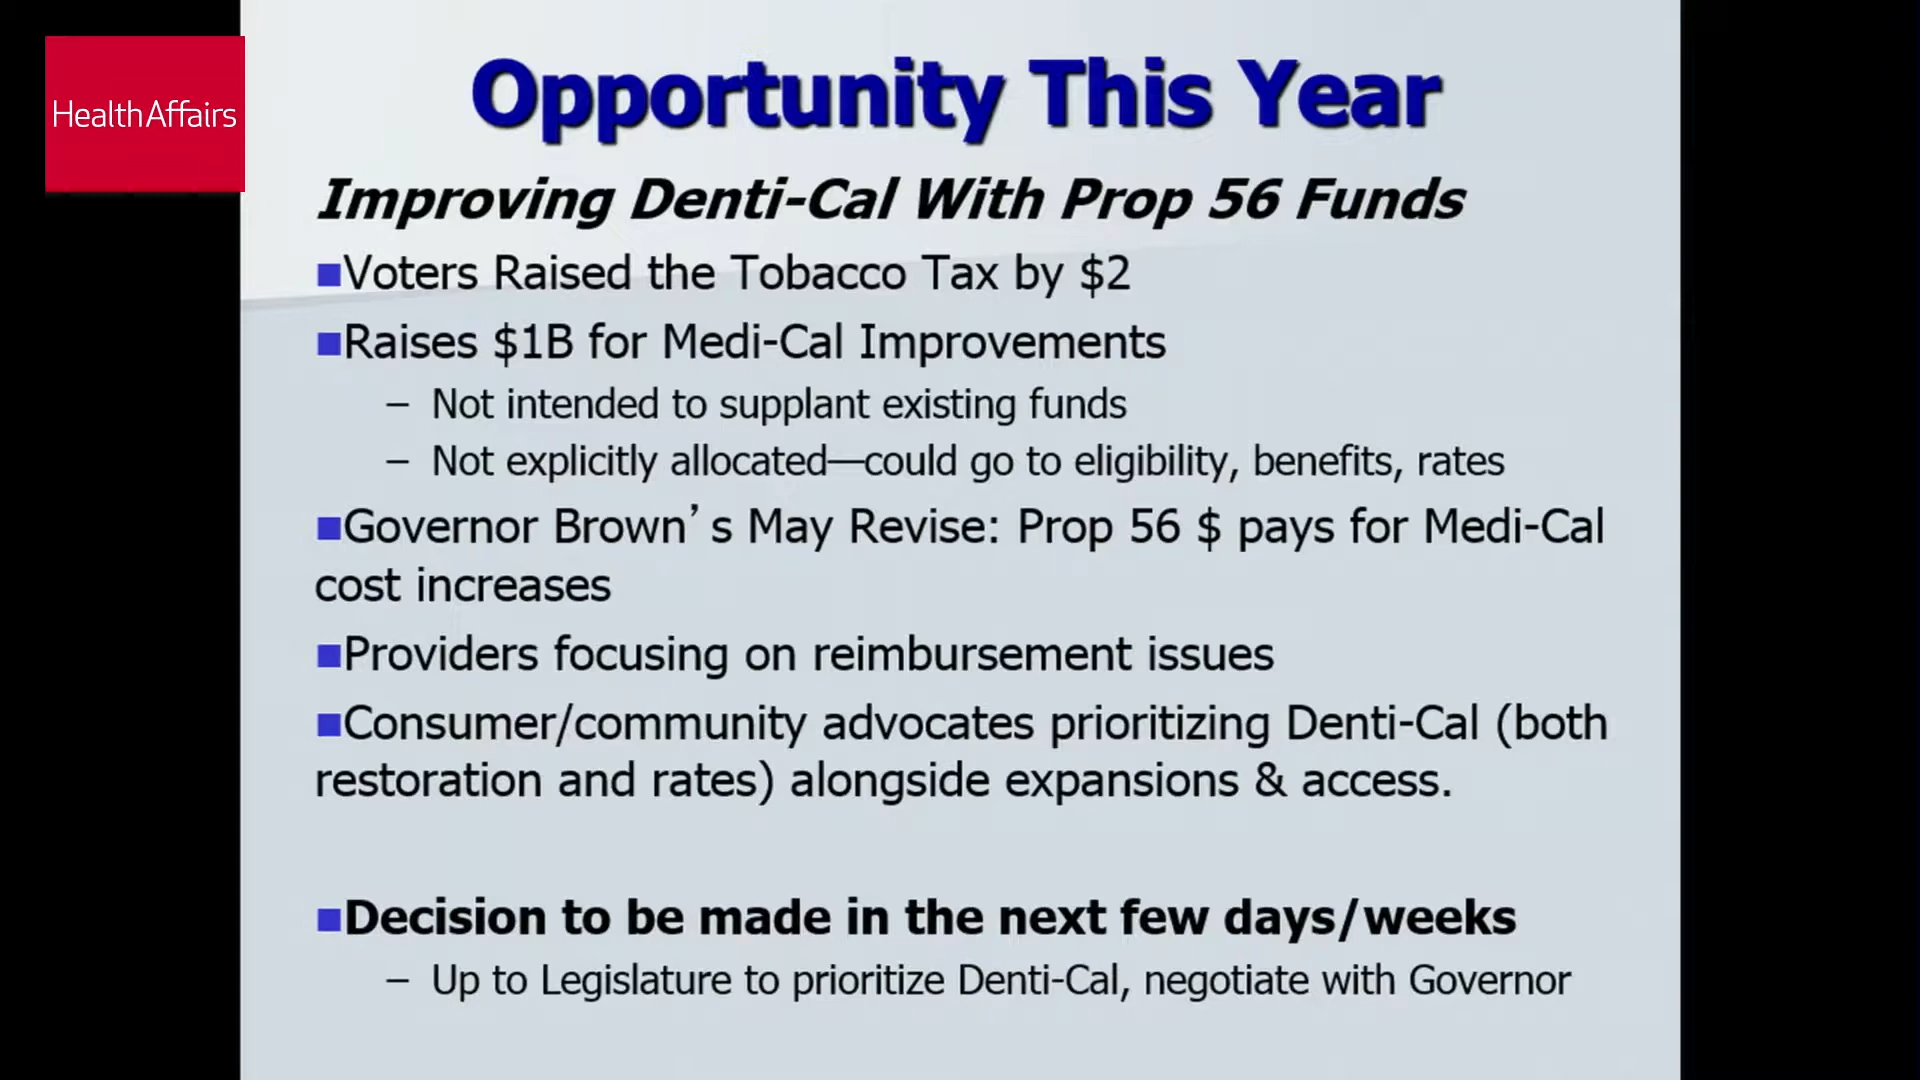 HealthAffairs
Opportunity This Year
Improving Denti-Cal With Prop 56 Funds
■Voters Raised the Tobacco Tax by $2
■Raises $1B for Medi-Cal Improvements
– Not intended to supplant existing funds
– Not explicitly allocated—could go to eligibility, benefits, rates
■Governor Brown’s May Revise: Prop 56 $ pays for Medi-Cal
cost increases
■Providers focusing on reimbursement issues
■Consumer/community advocates prioritizing Denti-Cal (both
restoration and rates) alongside expansions & access.
■Decision to be made in the next few days/weeks
– Up to Legislature to prioritize Denti-Cal, negotiate with Governor